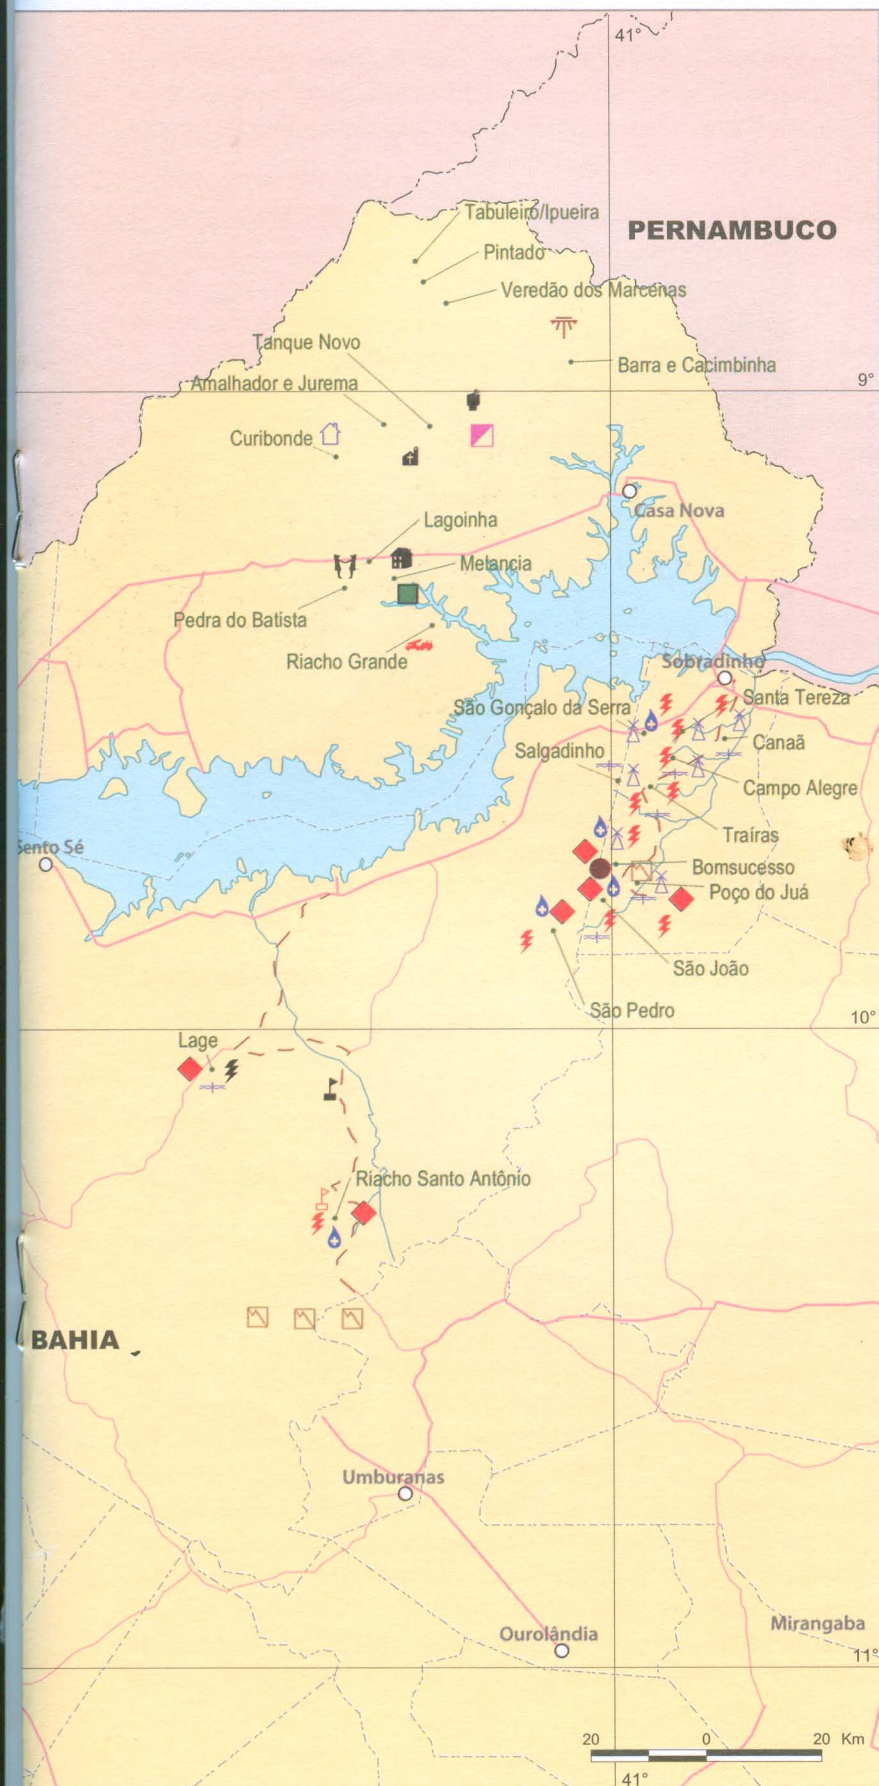 41°
Tabuleiro/Ipueira
PERNAMBUCO
Pintado
Veredão dos Marcenas
Tanque Novo
Barra e Cacimbinha
9°
Amalhador e Jurema
Curibonde
Casa Nova
Lagoinha
Melancia
Pedra do Batista
Riacho Grande
Sobradinho
Santa Tereza
São Gonçalo da Serra
Canaã
Salgadinho
Campo Alegre
Traíras
Sento Sé
Bomsucesso
Poço do Juá
São João
São Pedro
10°
Lage
Riacho Santo Antônio
BAHIA
Umburanas
Mirangaba
Ourolândia
11°
20 0 20 Km
41°